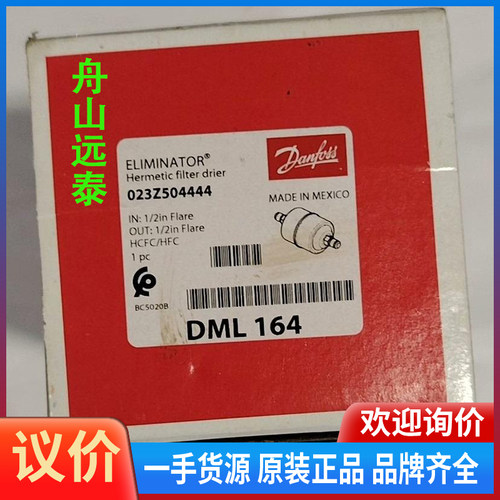 舟山远泰
ELIMINATOR®
Hermetic filter drier
023Z504444
Danfoss
IN: 1/2in Flare
OUT: 1/2in Flare
HCFC/HFC
1 pc
MADE IN MEXICO
BC5020B
DML 164
欢迎询价
议价
一手货源 原装正品 品牌齐全